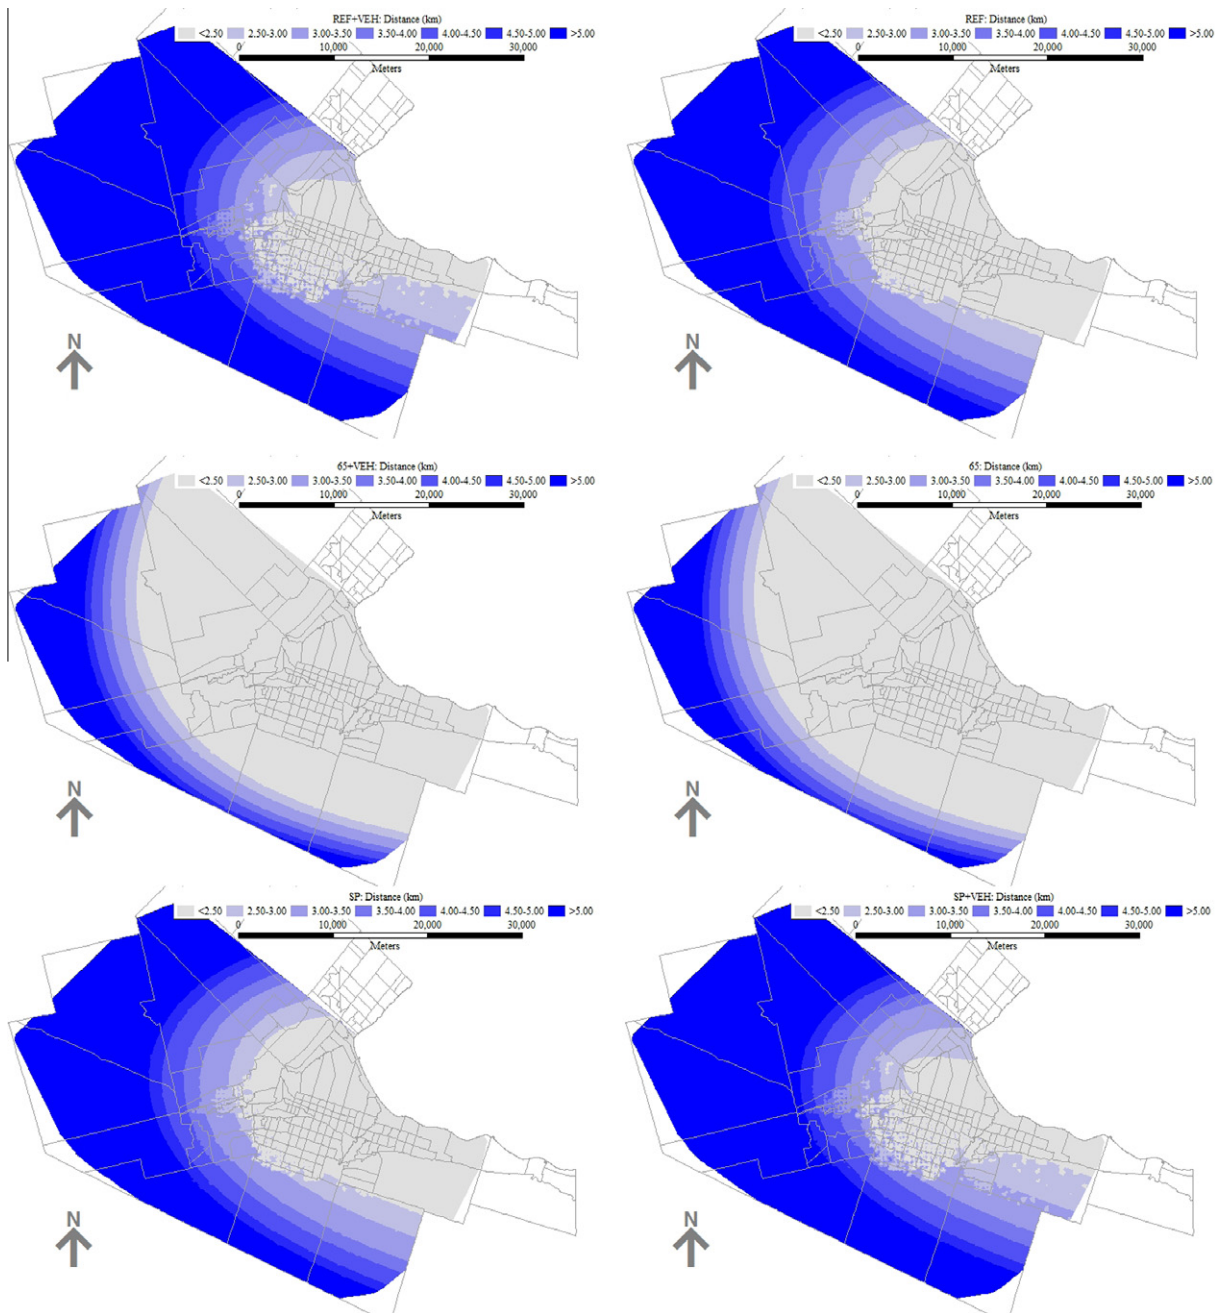 REF+VEH: Distance (km)
<2.50 2.50-3.00 3.00-3.50 3.50-4.00 4.00-4.50 4.50-5.00 >5.00
0 10,000 20,000 30,000
Meters
N
REF: Distance (km)
<2.50 2.50-3.00 3.00-3.50 3.50-4.00 4.00-4.50 4.50-5.00 >5.00
0 10,000 20,000 30,000
Meters
N
65+VEH: Distance (km)
<2.50 2.50-3.00 3.00-3.50 3.50-4.00 4.00-4.50 4.50-5.00 >5.00
0 10,000 20,000 30,000
Meters
N
65: Distance (km)
<2.50 2.50-3.00 3.00-3.50 3.50-4.00 4.00-4.50 4.50-5.00 >5.00
0 10,000 20,000 30,000
Meters
N
SP: Distance (km)
<2.50 2.50-3.00 3.00-3.50 3.50-4.00 4.00-4.50 4.50-5.00 >5.00
0 10,000 20,000 30,000
Meters
N
SP+VEH: Distance (km)
<2.50 2.50-3.00 3.00-3.50 3.50-4.00 4.00-4.50 4.50-5.00 >5.00
0 10,000 20,000 30,000
Meters
N